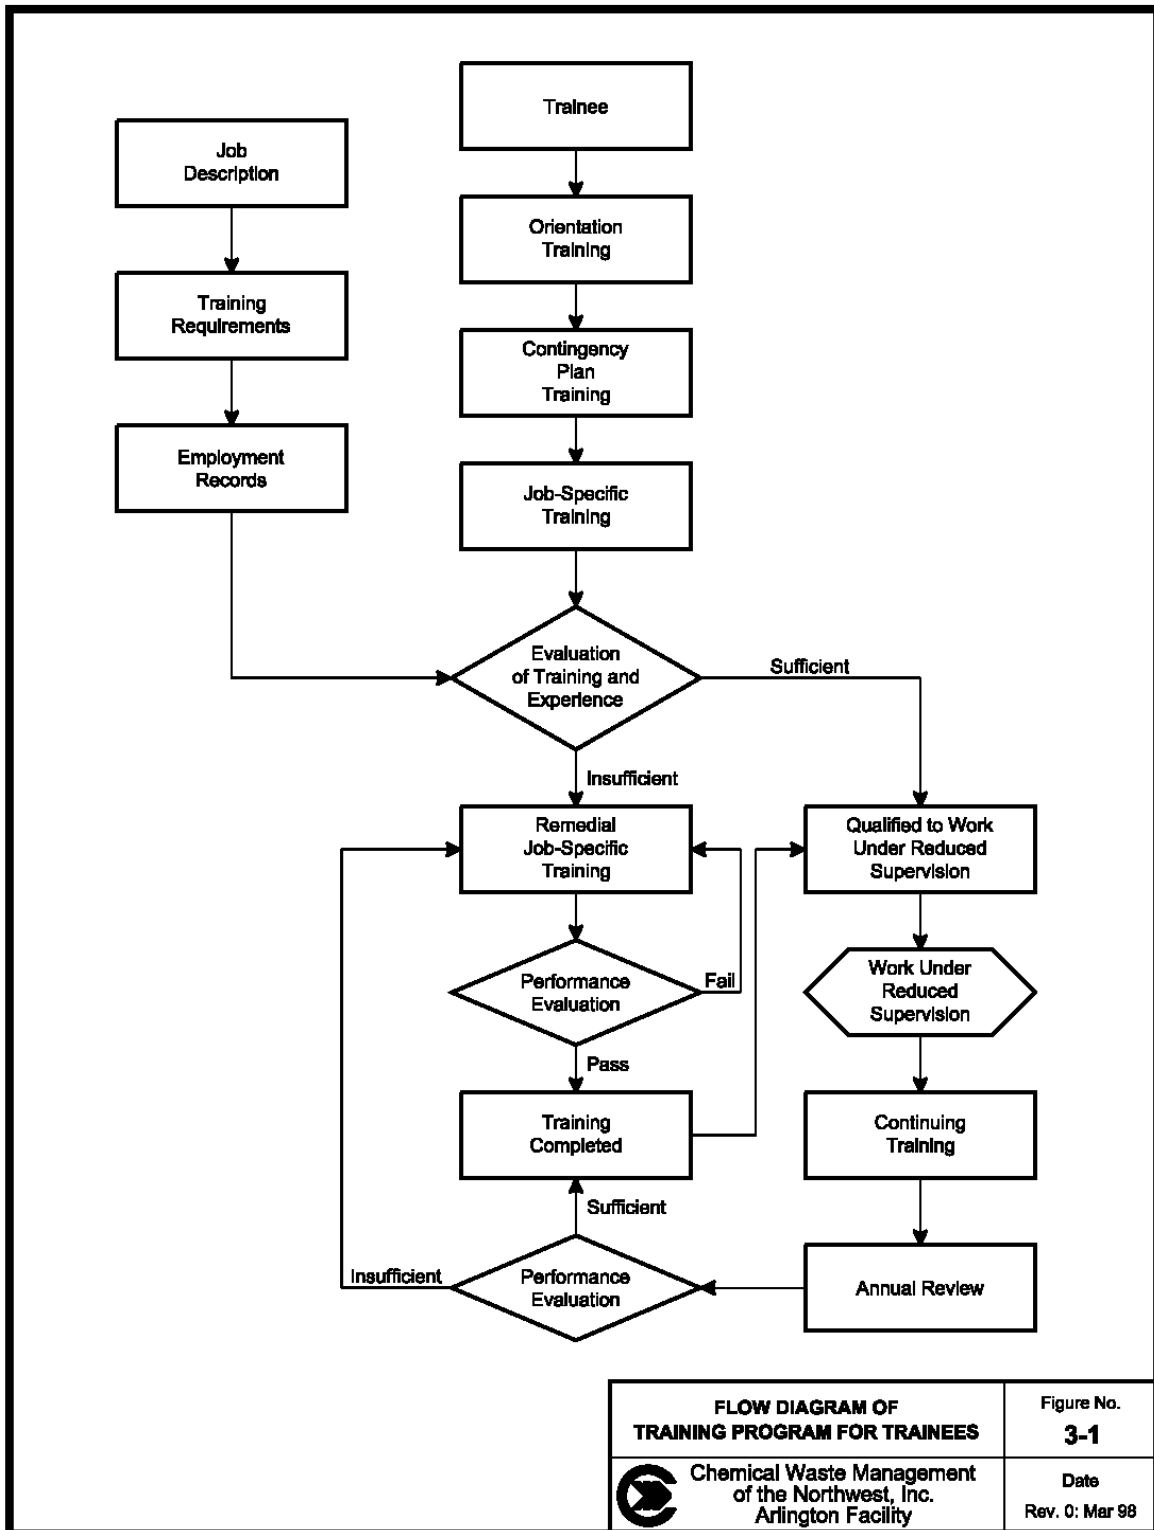 Trainee
Job
Description
Orientation
Training
Training
Requirements
Contingency
Plan
Training
Employment
Records
Job-Specific
Training
Evaluation
of Training and
Experience
Sufficient
Insufficient
Remedial
Job-Specific
Training
Qualified to Work
Under Reduced
Supervision
Performance
Evaluation
Fail
Work Under
Reduced
Supervision
Pass
Training
Completed
Continuing
Training
Sufficient
Insufficient
Performance
Evaluation
Annual Review
FLOW DIAGRAM OF
TRAINING PROGRAM FOR TRAINEES
Figure No.
3-1
Chemical Waste Management
of the Northwest, Inc.
Arlington Facility
Date
Rev. 0: Mar 98